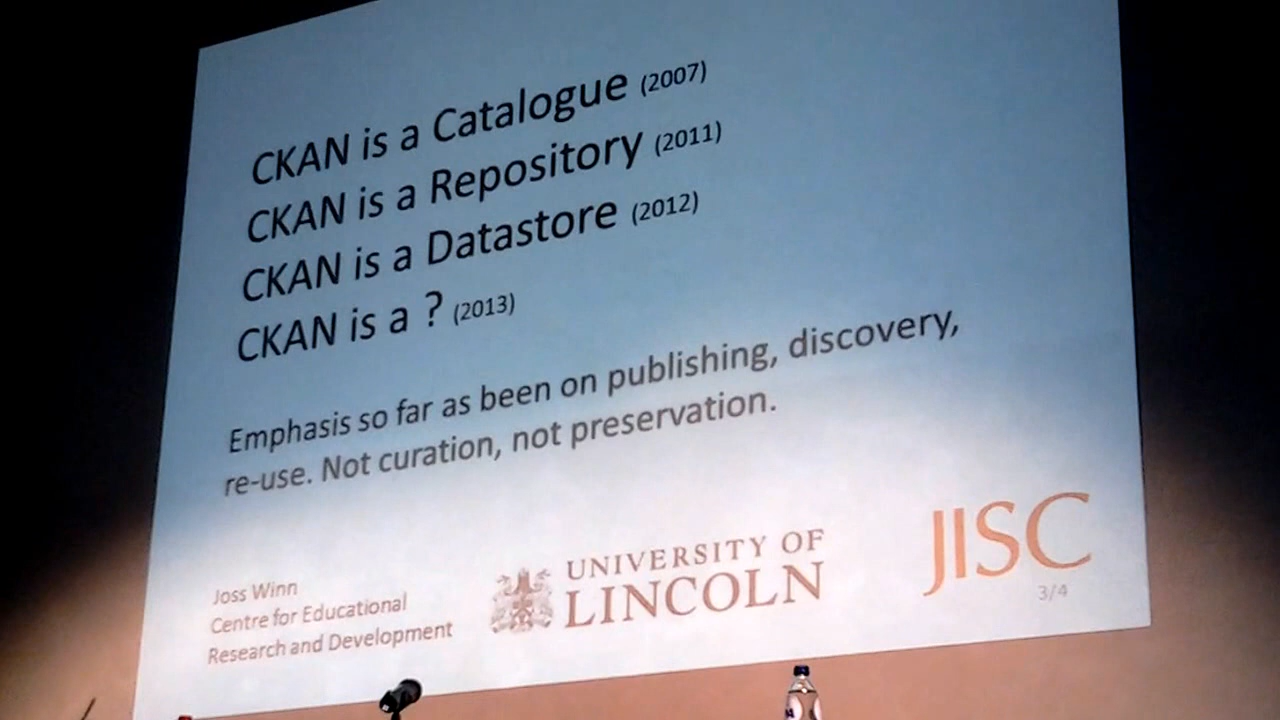 CKAN is a Catalogue (2007)
CKAN is a Repository (2011)
CKAN is a Datastore (2012)
CKAN is a ? (2013)
Emphasis so far as been on publishing, discovery,
re-use. Not curation, not preservation.
Joss Winn
Centre for Educational
Research and Development
UNIVERSITY OF
LINCOLN
JISC
3/4